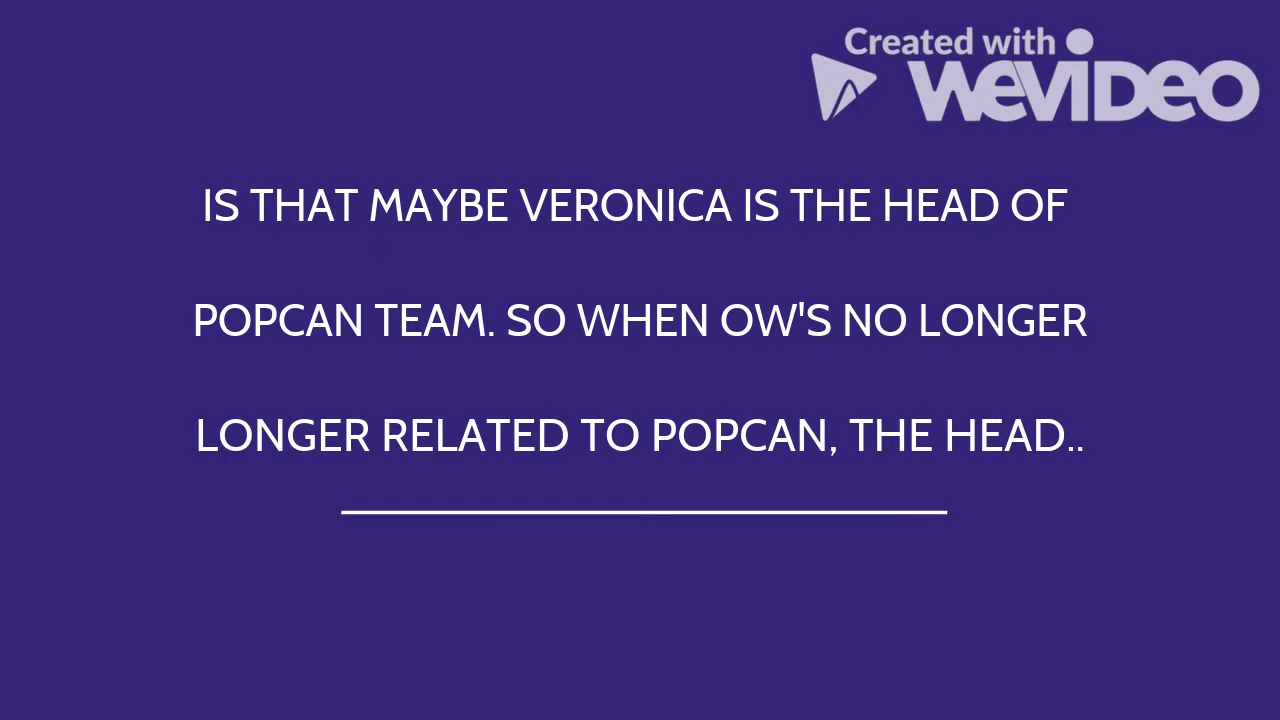 Created with
WEVIDEO
IS THAT MAYBE VERONICA IS THE HEAD OF
POPCAN TEAM. SO WHEN OW'S NO LONGER
LONGER RELATED TO POPCAN, THE HEAD..